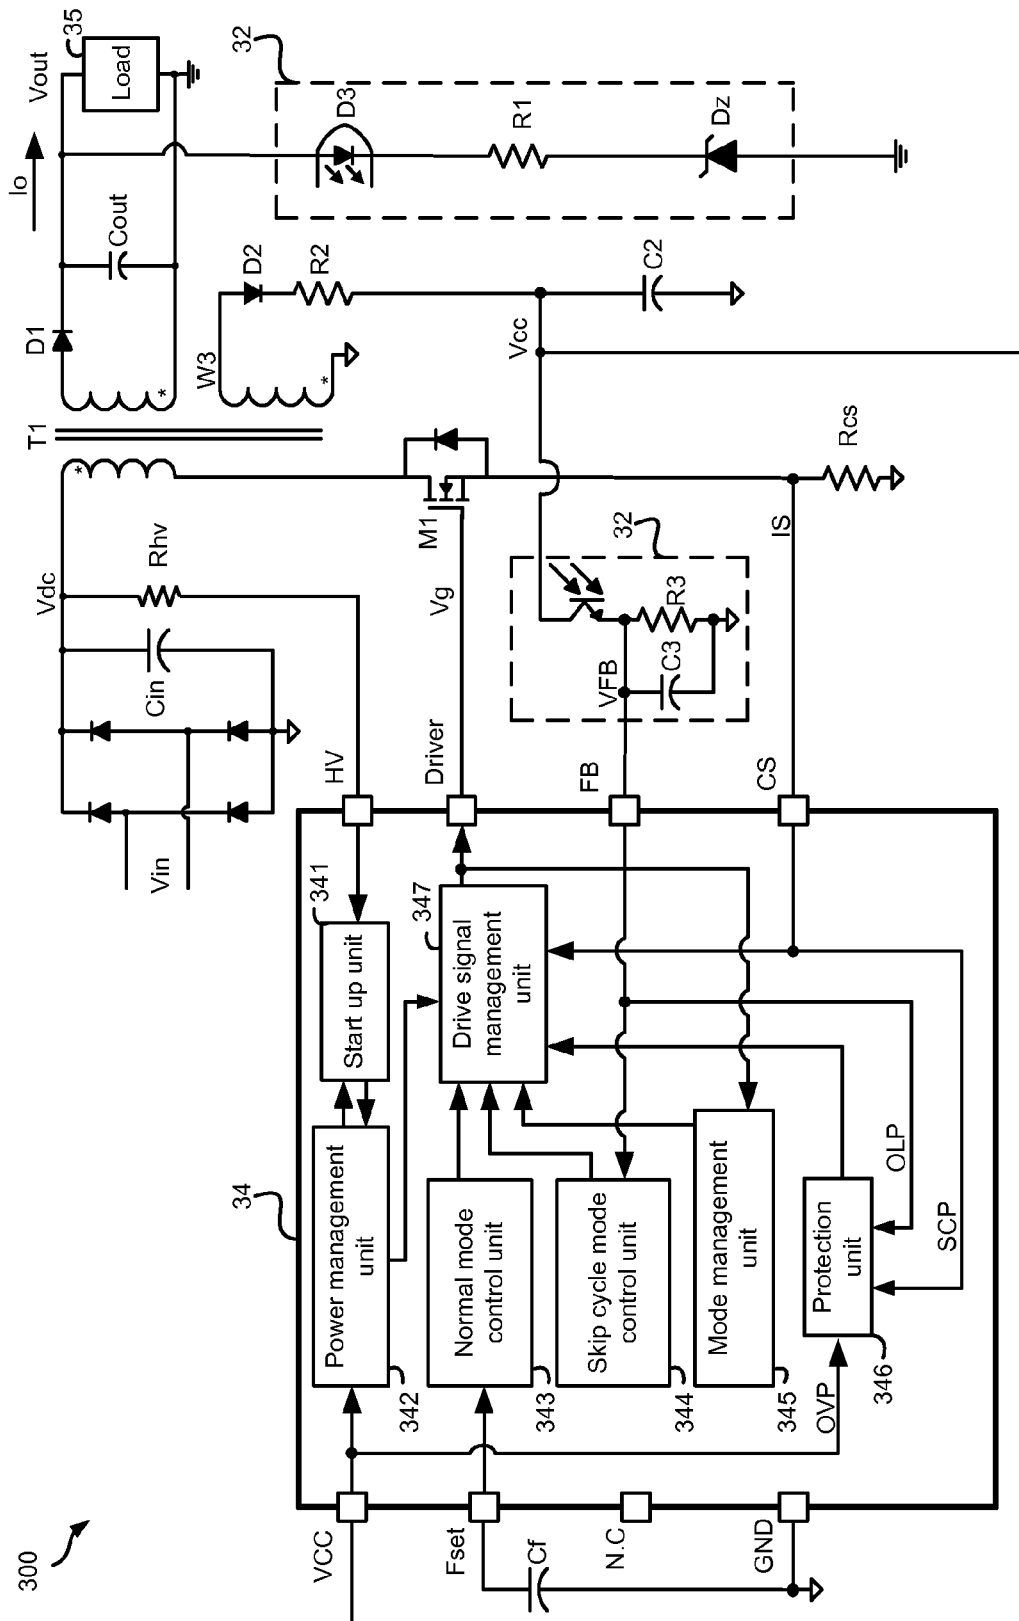 300
Vin
Cin
Vdc
Rhv
T1
*
*
D1
Cout
Io
Vout
35
Load
W3
*
D2
R2
Vcc
C2
32
D3
R1
Dz
M1
Vg
32
VFB
C3
R3
IS
Rcs
HV
Driver
FB
CS
34
341
Start up unit
342
Power management
unit
347
Drive signal
management
unit
343
Normal mode
control unit
344
Skip cycle mode
control unit
345
Mode management
unit
346
Protection
unit
OVP
OLP
SCP
VCC
Fset
Cf
N.C
GND